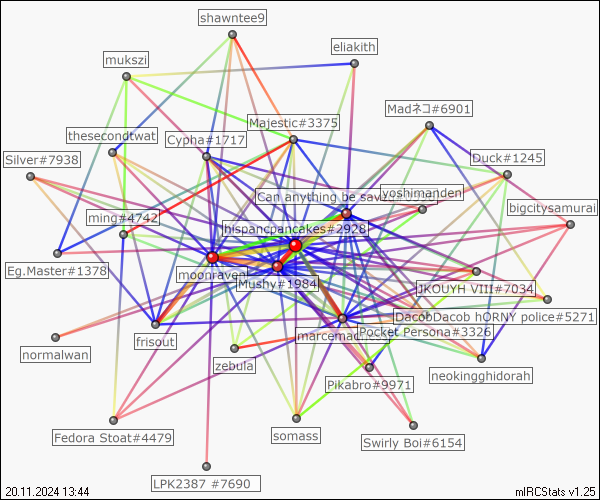 shawntee9
eliakith
mukszi
Madネコ#6901
Majestic#3375
thesecondtwat
Cypha#1717
Silver#7938
Duck#1245
Can anything be save
yoshimanden
bigcitysamurai
ming#4742
hispancpancakes#2928
Eg.Master#1378
moonraven
Mushy#1984
JKOUYH VIII#7034
DacobDacob hORNY police#5271
frisout
marcemac
Pocket Persona#3326
normalwan
zebula
neokingghidorah
Pikabro#9971
Fedora Stoat#4479
somass
Swirly Boi#6154
LPK2387 #7690
20.11.2024 13:44
mIRCStats v1.25